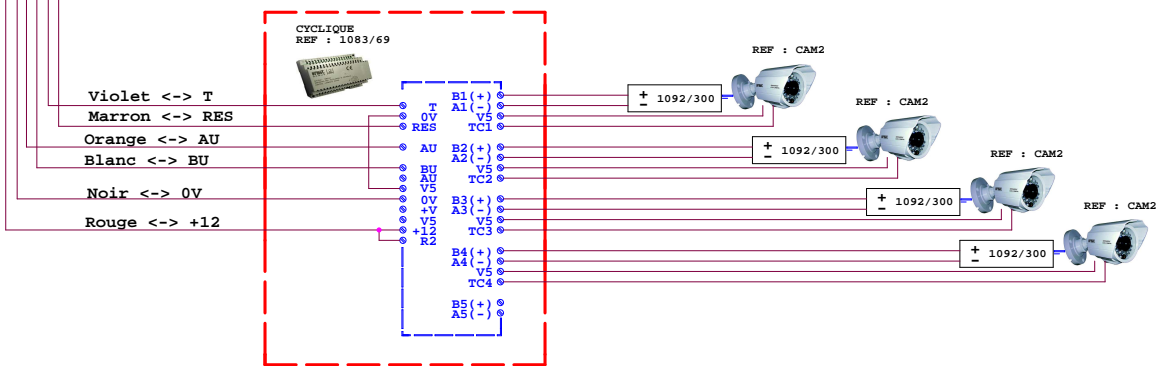 CYCLIQUE
REF : 1083/69
Violet <-> T
Marron <-> RES
Orange <-> AU
Blanc <-> BU
Noir <-> 0V
Rouge <-> +12
T
0V
RES
AU
BU
AU
V5
0V
+V
V5
+12
R2
B1(+)
A1(-)
V5
TC1
B2(+)
A2(-)
V5
TC2
B3(+)
A3(-)
V5
TC3
B4(+)
A4(-)
V5
TC4
B5(+)
A5(-)
+
- 1092/300
REF : CAM2
+
- 1092/300
REF : CAM2
+
- 1092/300
REF : CAM2
+
- 1092/300
REF : CAM2